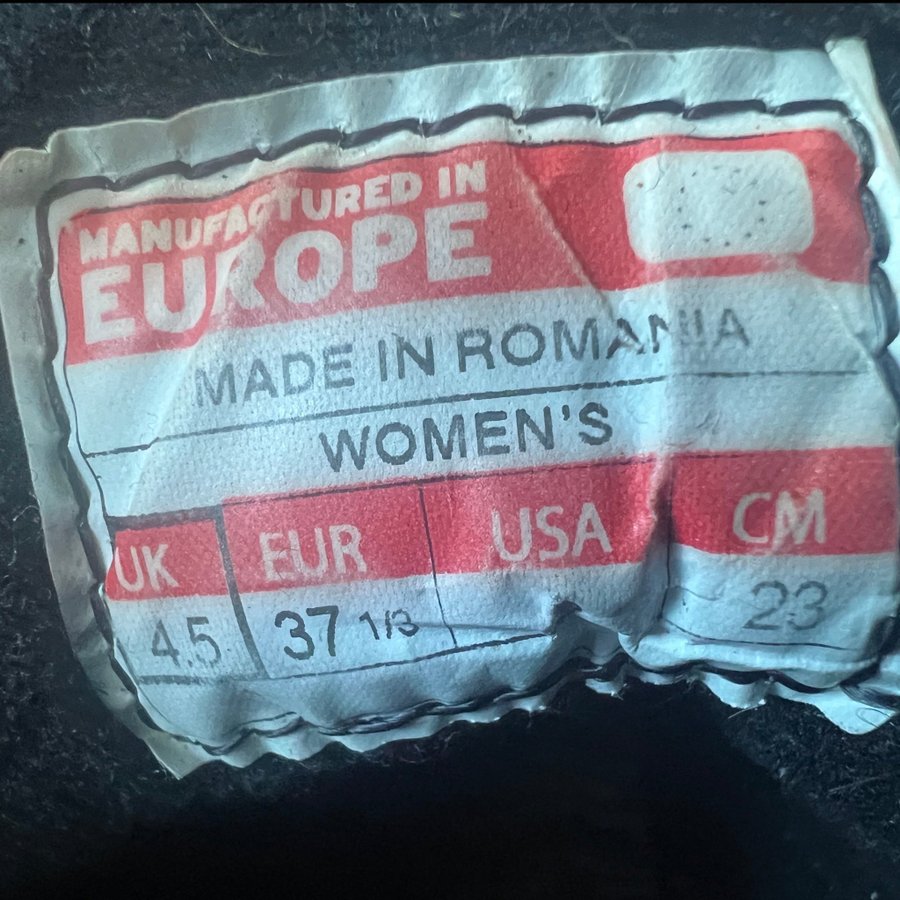 MANUFACTURED IN
EUROPE
MADE IN ROMANIA
WOMEN'S
UK EUR USA CM
4.5 37 1/3 23